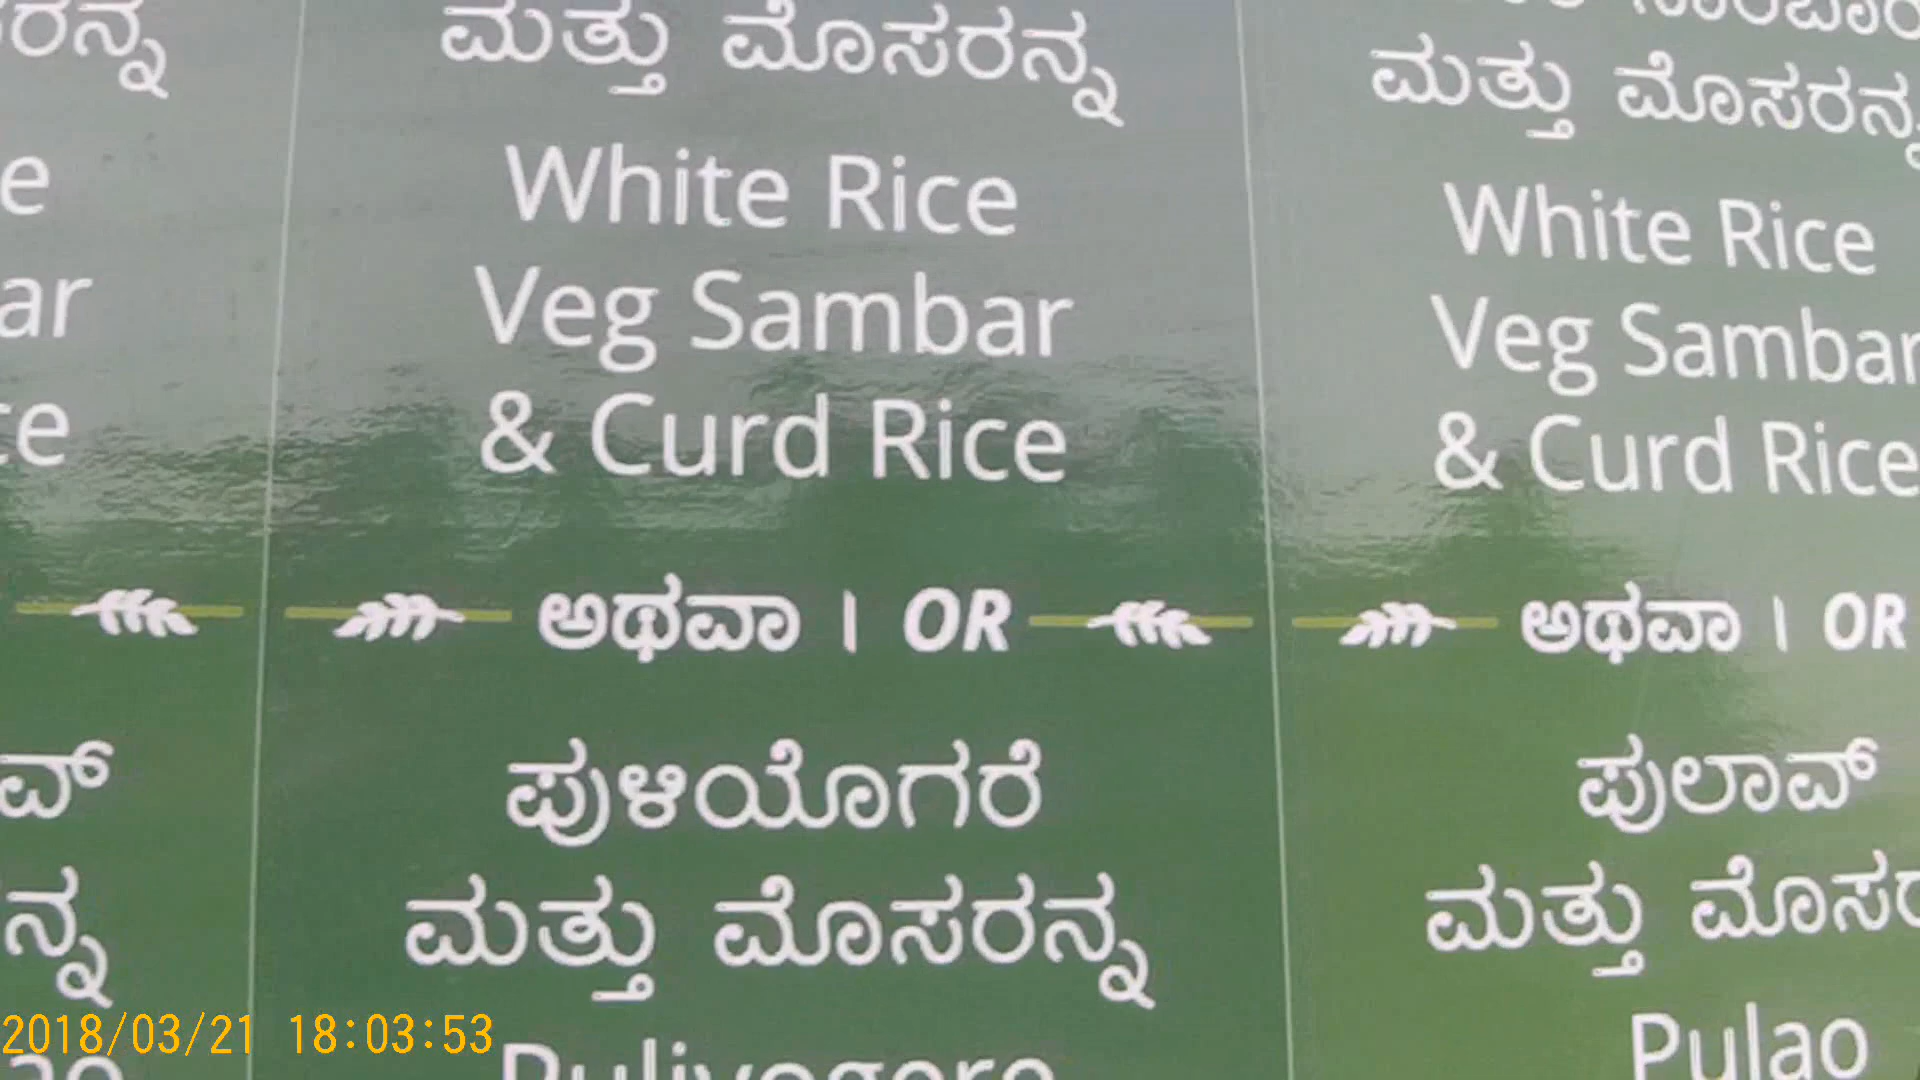 ಮತ್ತು ಮೊಸರನ್ನ
White Rice
Veg Sambar
& Curd Rice
ಅಥವಾ | OR
ಪುಳಿಯೊಗರೆ
ಮತ್ತು ಮೊಸರನ್ನ
Puliyogare
ಮತ್ತು ಮೊಸರನ್ನ
White Rice
Veg Sambar
& Curd Rice
ಅಥವಾ | OR
ಪುಲಾವ್
ಮತ್ತು
Pulao
2018/03/21 18:03:53